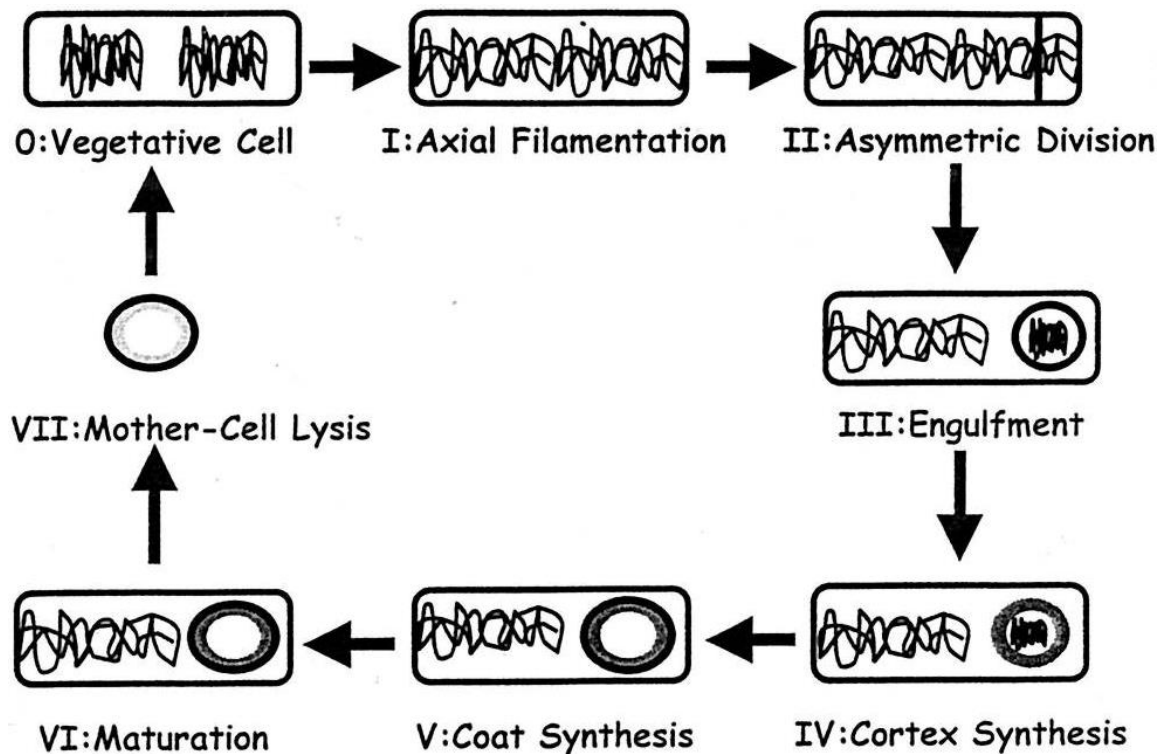 0:Vegetative Cell
I:Axial Filamentation
II:Asymmetric Division
III:Engulfment
IV:Cortex Synthesis
V:Coat Synthesis
VI:Maturation
VII:Mother-Cell Lysis